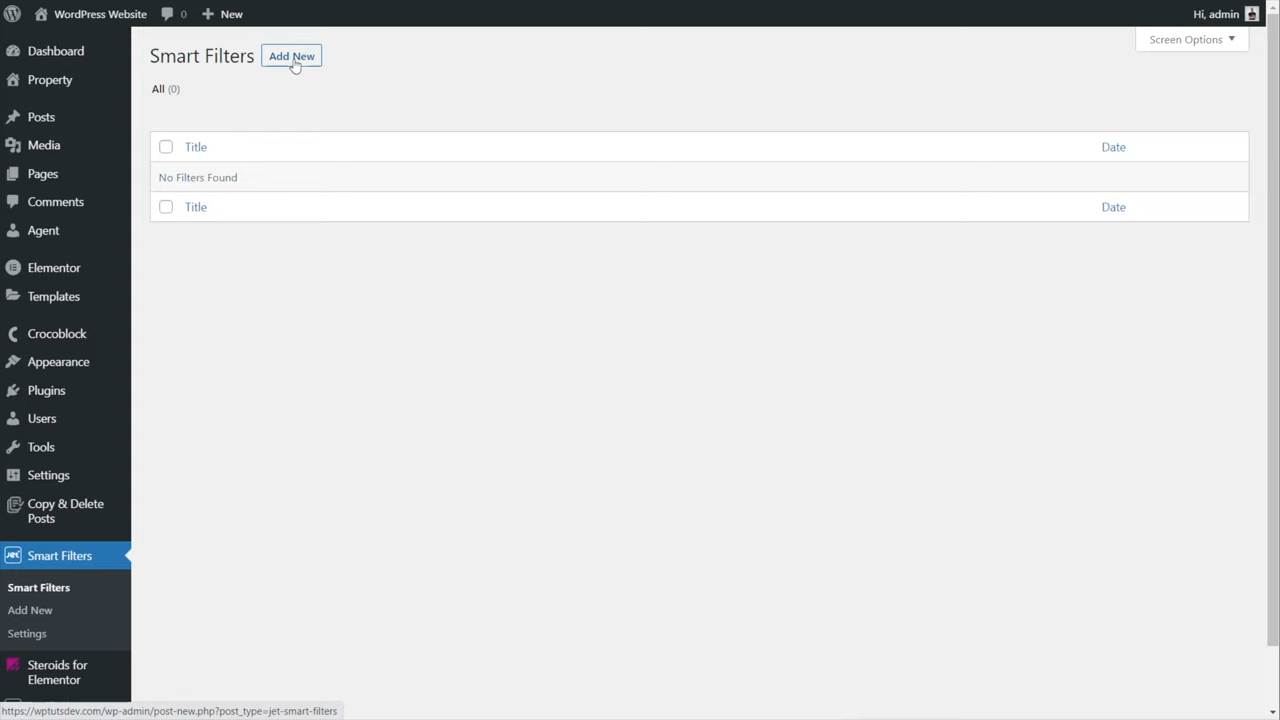 WordPress Website
0
New
Hi, admin
Screen Options
Dashboard
Property
Posts
Media
Pages
Comments
Agent
Elementor
Templates
Crocoblock
Appearance
Plugins
Users
Tools
Settings
Copy & Delete
Posts
JET
Smart Filters
Smart Filters
Add New
Settings
Steroids for
Elementor
Smart Filters
Add New
All (0)
Title
Date
No Filters Found
Title
Date
https://wptutsdev.com/wp-admin/post-new.php?post_type=jet-smart-filters